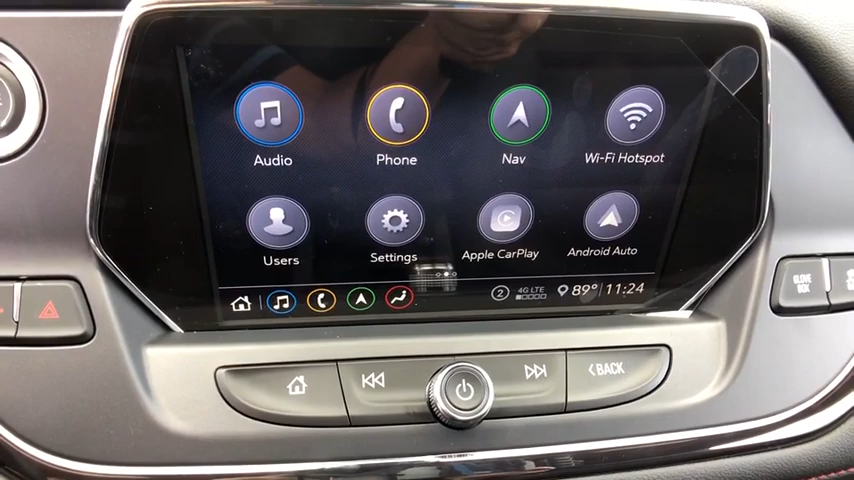 Audio Phone Nav Wi-Fi Hotspot
Users Settings Apple CarPlay Android Auto
2 4G LTE 89° 11:24
GLOVE BOX
BACK